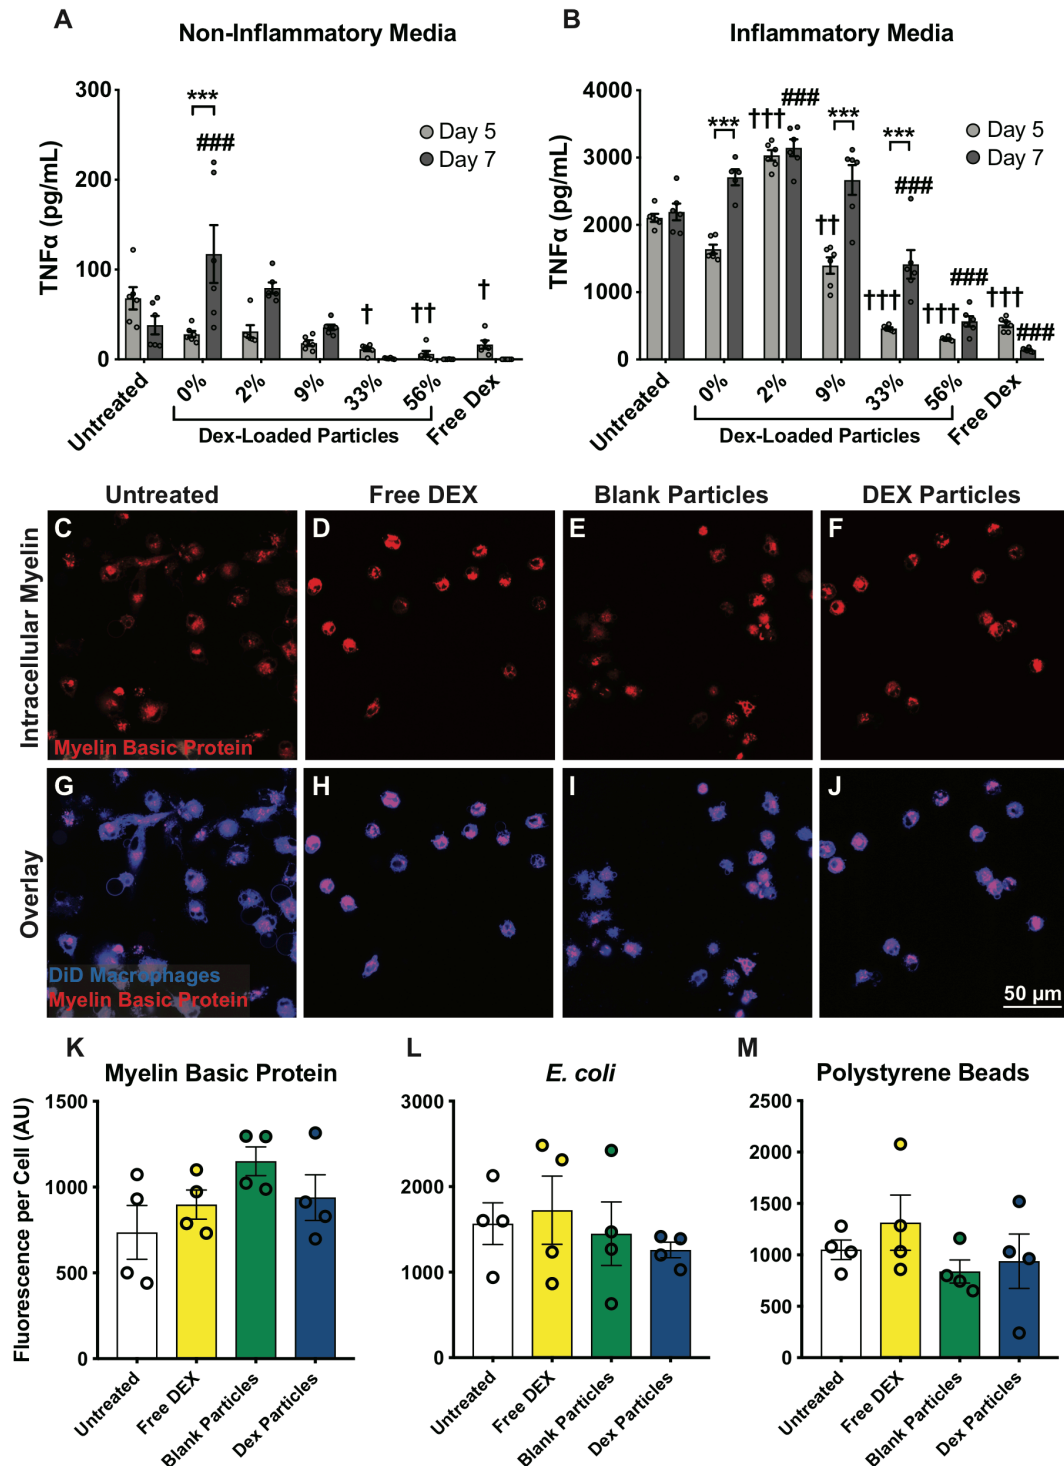 A
Non-Inflammatory Media
TNFα (pg/mL)
300
200
100
0
***
###
†
††
†
Day 5
Day 7
Untreated
0%
2%
9%
33%
56%
Free Dex
Dex-Loaded Particles
B
Inflammatory Media
TNFα (pg/mL)
4000
3000
2000
1000
0
***
†††
###
***
††
***
###
†††
###
†††
†††
###
Day 5
Day 7
Untreated
0%
2%
9%
33%
56%
Free Dex
Dex-Loaded Particles
Untreated
Free DEX
Blank Particles
DEX Particles
Intracellular Myelin
C
D
E
F
Myelin Basic Protein
Overlay
G
H
I
J
DiD Macrophages
Myelin Basic Protein
50 µm
K
Myelin Basic Protein
Fluorescence per Cell (AU)
1500
1000
500
0
Untreated
Free DEX
Blank Particles
Dex Particles
L
E. coli
3000
2000
1000
0
Untreated
Free DEX
Blank Particles
Dex Particles
M
Polystyrene Beads
2500
2000
1500
1000
500
0
Untreated
Free DEX
Blank Particles
Dex Particles